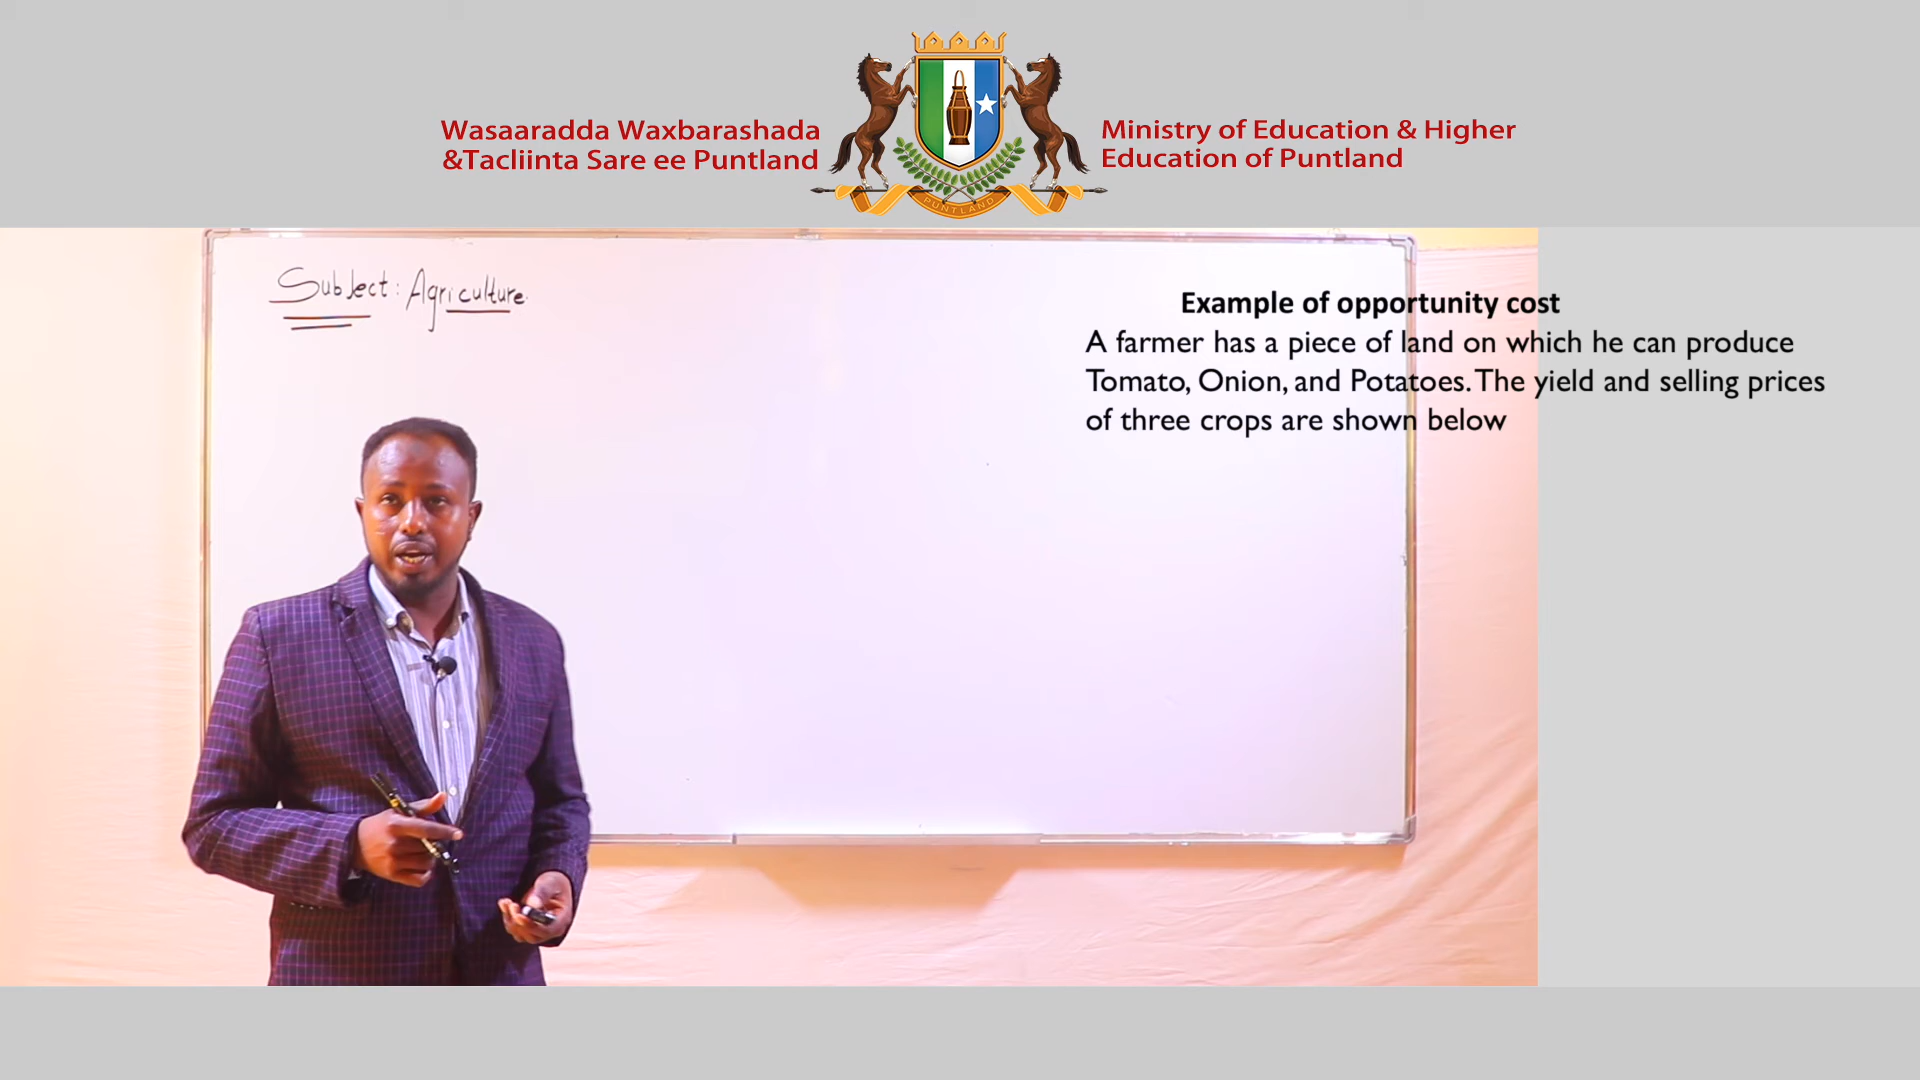 Wasaaradda Waxbarashada
&Tacliinta Sare ee Puntland
Ministry of Education & Higher
Education of Puntland
PUNTLAND
Subject: Agriculture
Example of opportunity cost
A farmer has a piece of land on which he can produce
Tomato, Onion, and Potatoes. The yield and selling prices
of three crops are shown below